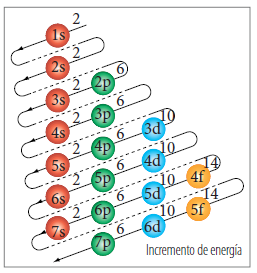 1s 2
2s 2
2p 6
3s 2
3p 6
3d 10
4s 2
4p 6
4d 10
4f 14
5s 2
5p 6
5d 10
5f 14
6s 2
6p 6
6d 10
7s 2
7p 6
Incremento de energía